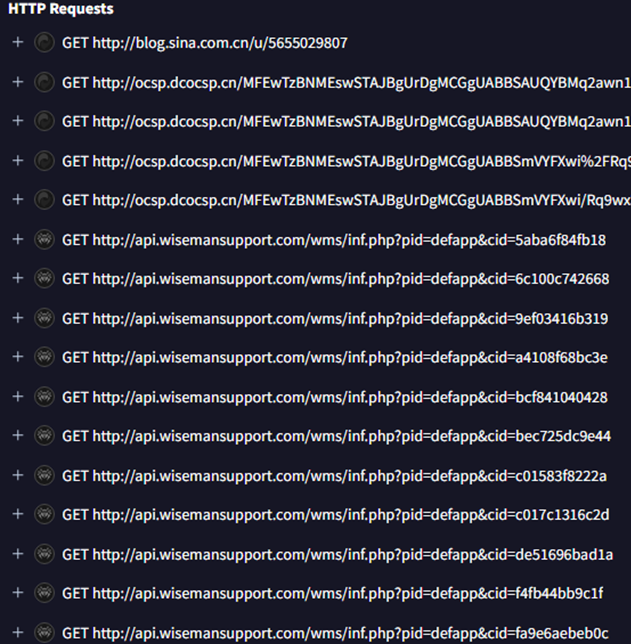 HTTP Requests
+ GET http://blog.sina.com.cn/u/5655029807
+ GET http://ocsp.dcocsp.cn/MFEwTzBNMEswSTAJBgUrDgMCGgUABBSAUQYBMq2awn1
+ GET http://ocsp.dcocsp.cn/MFEwTzBNMEswSTAJBgUrDgMCGgUABBSAUQYBMq2awn1
+ GET http://ocsp.dcocsp.cn/MFEwTzBNMEswSTAJBgUrDgMCGgUABBSmVYFXwi%2FRq9
+ GET http://ocsp.dcocsp.cn/MFEwTzBNMEswSTAJBgUrDgMCGgUABBSmVYFXwi/Rq9wx
+ GET http://api.wisemansupport.com/wms/inf.php?pid=defapp&cid=5aba6f84fb18
+ GET http://api.wisemansupport.com/wms/inf.php?pid=defapp&cid=6c100c742668
+ GET http://api.wisemansupport.com/wms/inf.php?pid=defapp&cid=9ef03416b319
+ GET http://api.wisemansupport.com/wms/inf.php?pid=defapp&cid=a4108f68bc3e
+ GET http://api.wisemansupport.com/wms/inf.php?pid=defapp&cid=bcf841040428
+ GET http://api.wisemansupport.com/wms/inf.php?pid=defapp&cid=bec725dc9e44
+ GET http://api.wisemansupport.com/wms/inf.php?pid=defapp&cid=c01583f8222a
+ GET http://api.wisemansupport.com/wms/inf.php?pid=defapp&cid=c017c1316c2d
+ GET http://api.wisemansupport.com/wms/inf.php?pid=defapp&cid=de51696bad1a
+ GET http://api.wisemansupport.com/wms/inf.php?pid=defapp&cid=f4fb44bb9c1f
+ GET http://api.wisemansupport.com/wms/inf.php?pid=defapp&cid=fa9e6aebeb0c